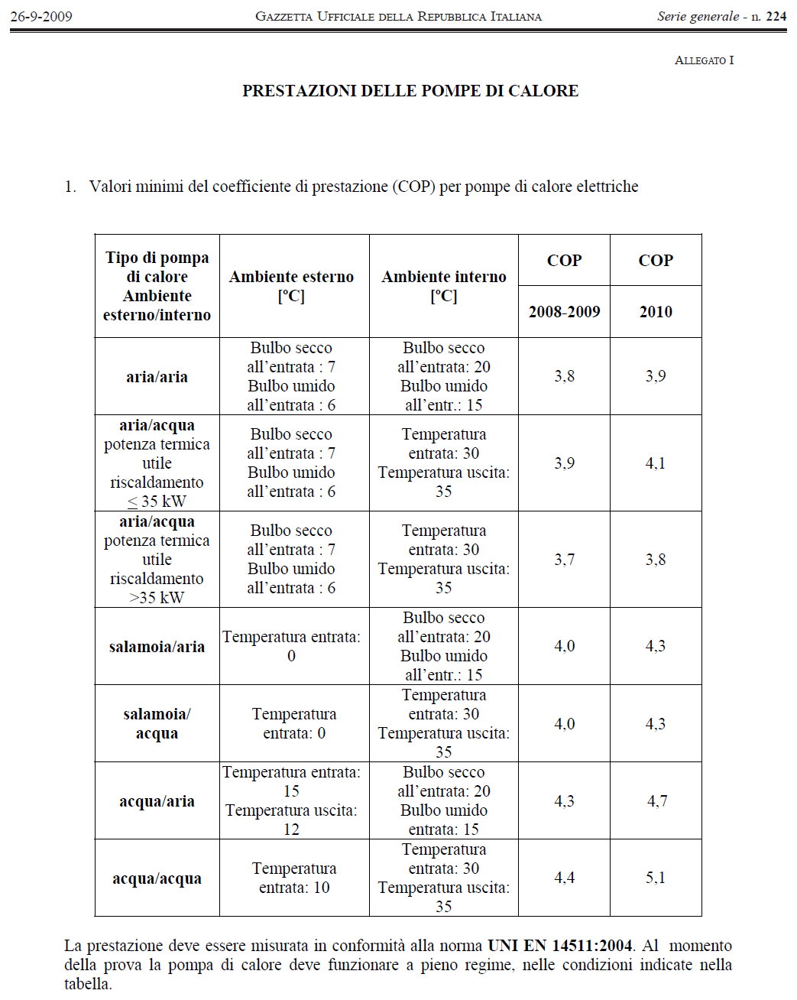 26-9-2009 GAZZETTA UFFICIALE DELLA REPUBBLICA ITALIANA Serie generale - n. 224
ALLEGATO I
PRESTAZIONI DELLE POMPE DI CALORE
1. Valori minimi del coefficiente di prestazione (COP) per pompe di calore elettriche
Tipo di pompa
di calore
Ambiente
esterno/interno
Ambiente esterno
[°C]
Ambiente interno
[°C]
COP
COP
2008-2009
2010
aria/aria
Bulbo secco
all’entrata : 7
Bulbo umido
all’entrata : 6
Bulbo secco
all’entrata: 20
Bulbo umido
all’entr.: 15
3,8
3,9
aria/acqua
potenza termica
utile
riscaldamento
≤ 35 kW
Bulbo secco
all’entrata : 7
Bulbo umido
all’entrata : 6
Temperatura
entrata: 30
Temperatura uscita:
35
3,9
4,1
aria/acqua
potenza termica
utile
riscaldamento
>35 kW
Bulbo secco
all’entrata : 7
Bulbo umido
all’entrata : 6
Temperatura
entrata: 30
Temperatura uscita:
35
3,7
3,8
salamoia/aria
Temperatura entrata:
0
Bulbo secco
all’entrata: 20
Bulbo umido
all’entr.: 15
4,0
4,3
salamoia/
acqua
Temperatura
entrata: 0
Temperatura
entrata: 30
Temperatura uscita:
35
4,0
4,3
acqua/aria
Temperatura entrata:
15
Temperatura uscita:
12
Bulbo secco
all’entrata: 20
Bulbo umido
entrata: 15
4,3
4,7
acqua/acqua
Temperatura
entrata: 10
Temperatura
entrata: 30
Temperatura uscita:
35
4,4
5,1
La prestazione deve essere misurata in conformità alla norma UNI EN 14511:2004. Al momento
della prova la pompa di calore deve funzionare a pieno regime, nelle condizioni indicate nella
tabella.